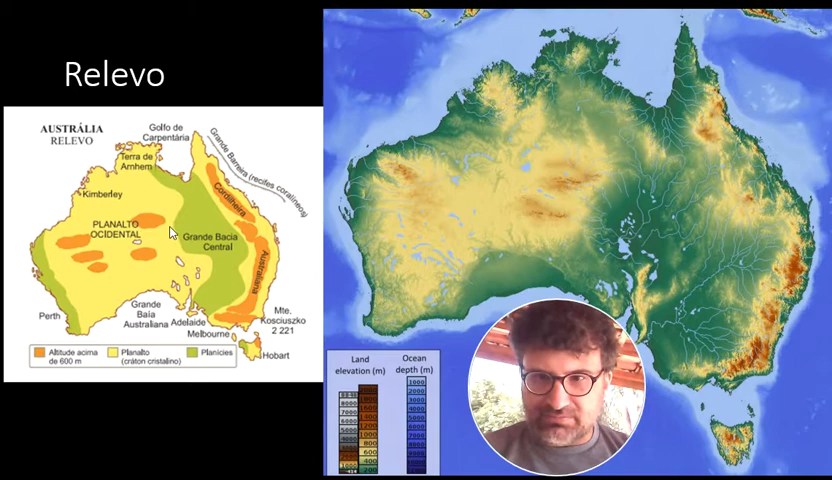 Relevo
AUSTRÁLIA
RELEVO
Golfo de
Carpentária
Grande Barreira (recifes coralíneos)
Terra de
Arnhem
Kimberley
Cordilheira
PLANALTO
OCIDENTAL
Grande Bacia
Central
Australiana
Perth
Grande
Baía
Australiana
Adelaide
Melbourne
Mte.
Kosciuszko
2 221
Hobart
Altitude acima
de 600 m
Planalto
(cráton cristalino)
Planícies
Land
elevation (m)
Ocean
depth (m)